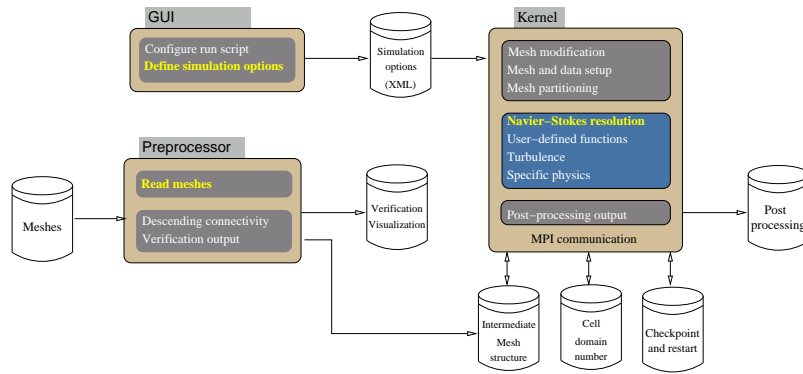 GUI
Configure run script
Define simulation options
Simulation
options
(XML)
Kernel
Mesh modification
Mesh and data setup
Mesh partitioning
Navier−Stokes resolution
User−defined functions
Turbulence
Specific physics
Post−processing output
MPI communication
Preprocessor
Read meshes
Descending connectivity
Verification output
Meshes
Verification
Visualization
Post
processing
Intermediate
Mesh
structure
Cell
domain
number
Checkpoint
and restart